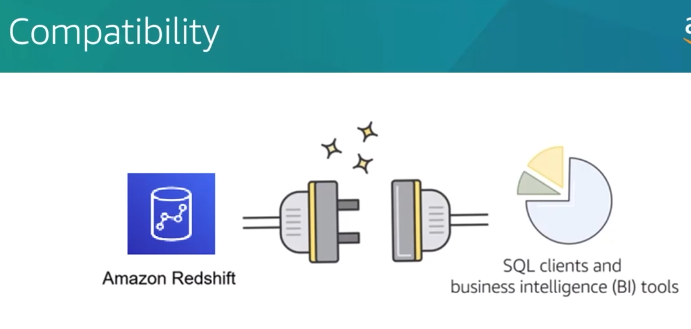 Compatibility
Amazon Redshift
SQL clients and
business intelligence (BI) tools